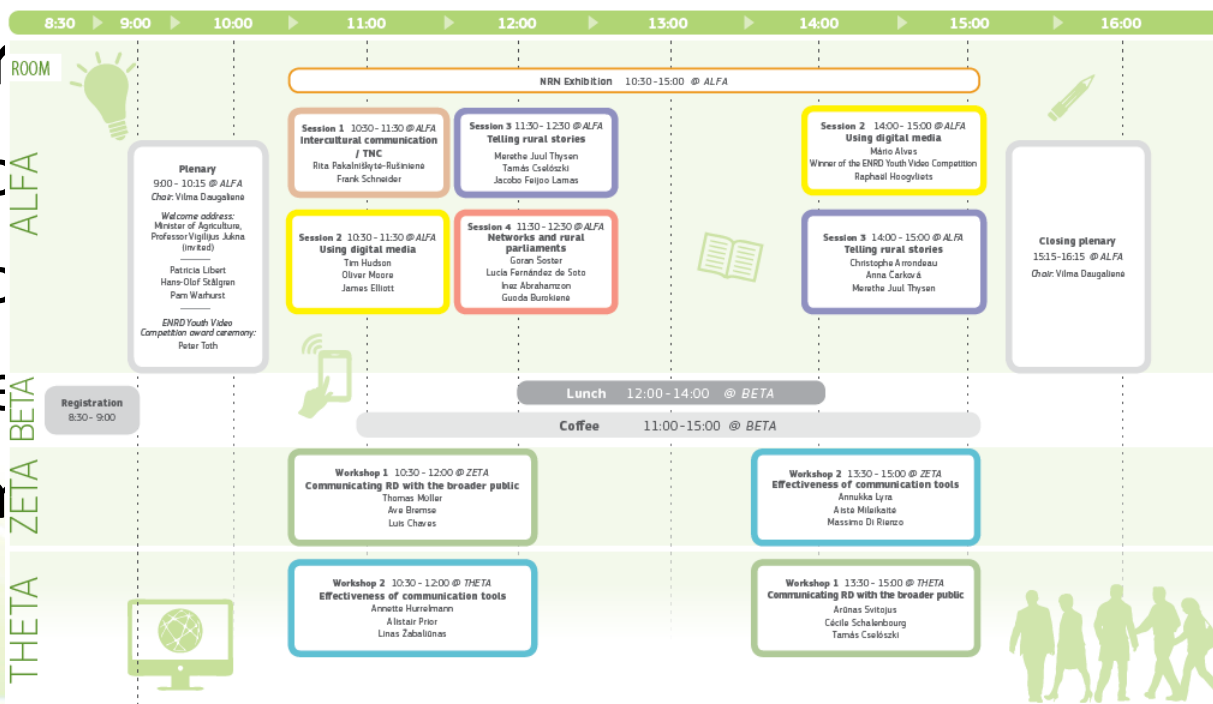 8:30 9:00 10:00 11:00 12:00 13:00 14:00 15:00 16:00
ROOM
ALFA
NRN Exhibition 10:30-15:00 @ ALFA
Plenary
9:00 - 10:15 @ ALFA
Chair: Vilma Daugalienė
Welcome address:
Minister of Agriculture,
Professor Vigilijus Jukna
(invited)
Patricia Libert
Hans-Olof Stålgren
Pam Warhurst
ENRD Youth Video
Competition award ceremony:
Peter Toth
Session 1 10:30 - 11:30 @ ALFA
Intercultural communication
/ TNC
Rita Pakalniškytė-Rušinienė
Frank Schneider
Session 3 11:30 - 12:30 @ ALFA
Telling rural stories
Merethe Juul Thysen
Tamás Cselószki
Jacobo Feijoo Lamas
Session 2 14:00 - 15:00 @ ALFA
Using digital media
Mário Alves
Winner of the ENRD Youth Video Competition
Raphaël Hoogvliets
Session 2 10:30 - 11:30 @ ALFA
Using digital media
Tim Hudson
Oliver Moore
James Elliott
Session 4 11:30 - 12:30 @ ALFA
Networks and rural
parliaments
Goran Soster
Lucía Fernández de Soto
Inez Abrahamzon
Guoda Burokienė
Session 3 14:00 - 15:00 @ ALFA
Telling rural stories
Christophe Arrondeau
Anna Čarková
Merethe Juul Thysen
Closing plenary
15:15-16:15 @ ALFA
Chair: Vilma Daugalienė
BETA
Registration
8:30 - 9:00
Lunch 12:00 - 14:00 @ BETA
Coffee 11:00 - 15:00 @ BETA
ZETA
Workshop 1 10:30 - 12:00 @ ZETA
Communicating RD with the broader public
Thomas Müller
Ave Bremse
Luis Chaves
Workshop 2 13:30 - 15:00 @ ZETA
Effectiveness of communication tools
Annukka Lyra
Aistė Mileikaitė
Massimo Di Rienzo
THETA
Workshop 2 10:30 - 12:00 @ THETA
Effectiveness of communication tools
Annette Hurrelmann
Alistair Prior
Linas Žabaliūnas
Workshop 1 13:30 - 15:00 @ THETA
Communicating RD with the broader public
Arūnas Svitojus
Cécile Schalenbourg
Tamás Cselószki